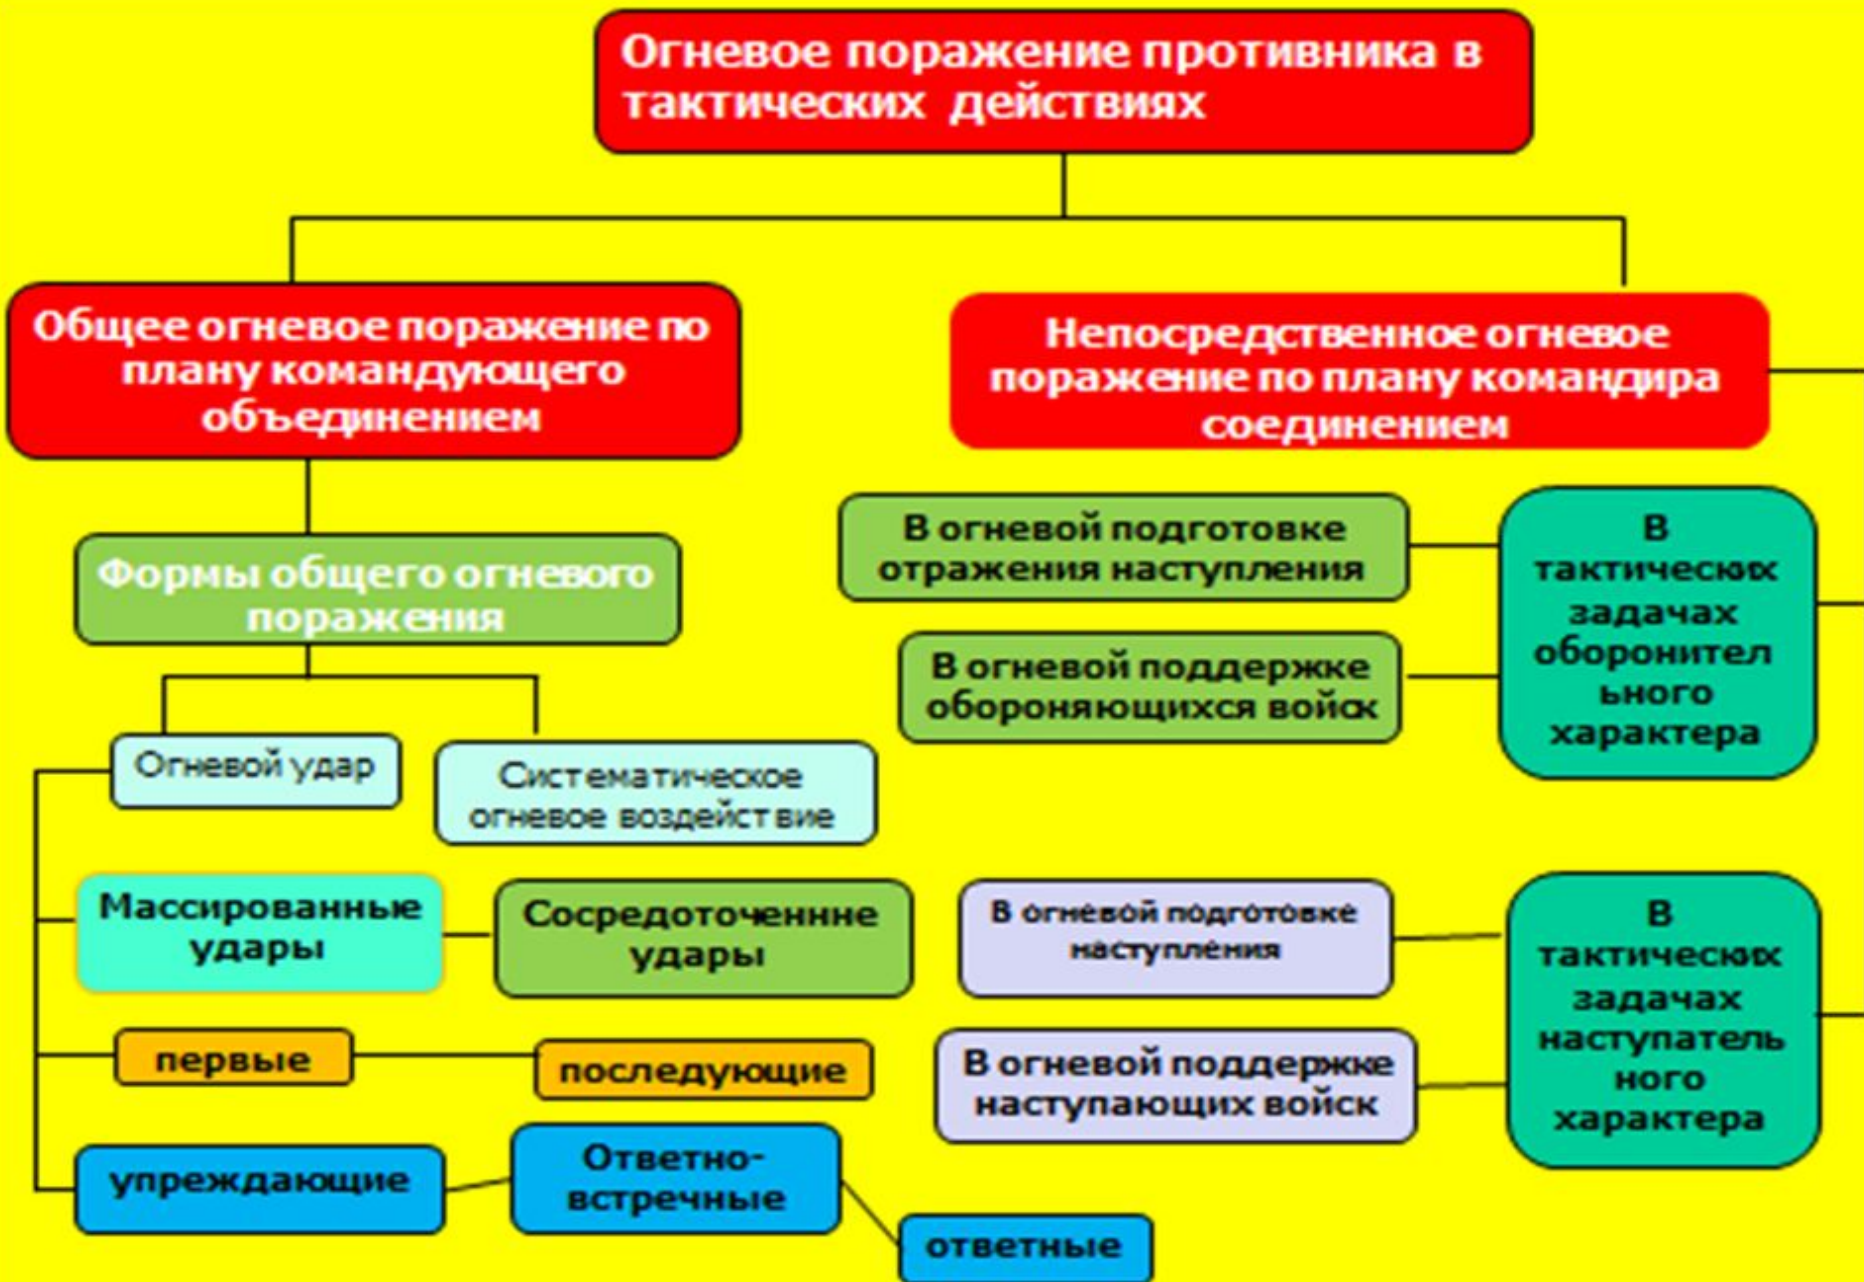 Огневое поражение противника в
тактических действиях
Общее огневое поражение по
плану командующего
объединением
Непосредственное огневое
поражение по плану командира
соединением
Формы общего огневого
поражения
В огневой подготовке
отражения наступления
В огневой поддержке
обороняющихся войск
В
тактических
задачах
оборонител
ьного
характера
Огневой удар
Систематическое
огневое воздействие
Массированные
удары
Сосредоточеннне
удары
первые
последующие
упреждающие
Ответно-
встречные
ответные
В огневой подготовке
наступления
В огневой поддержке
наступающих войск
В
тактических
задачах
наступатель
ного
характера